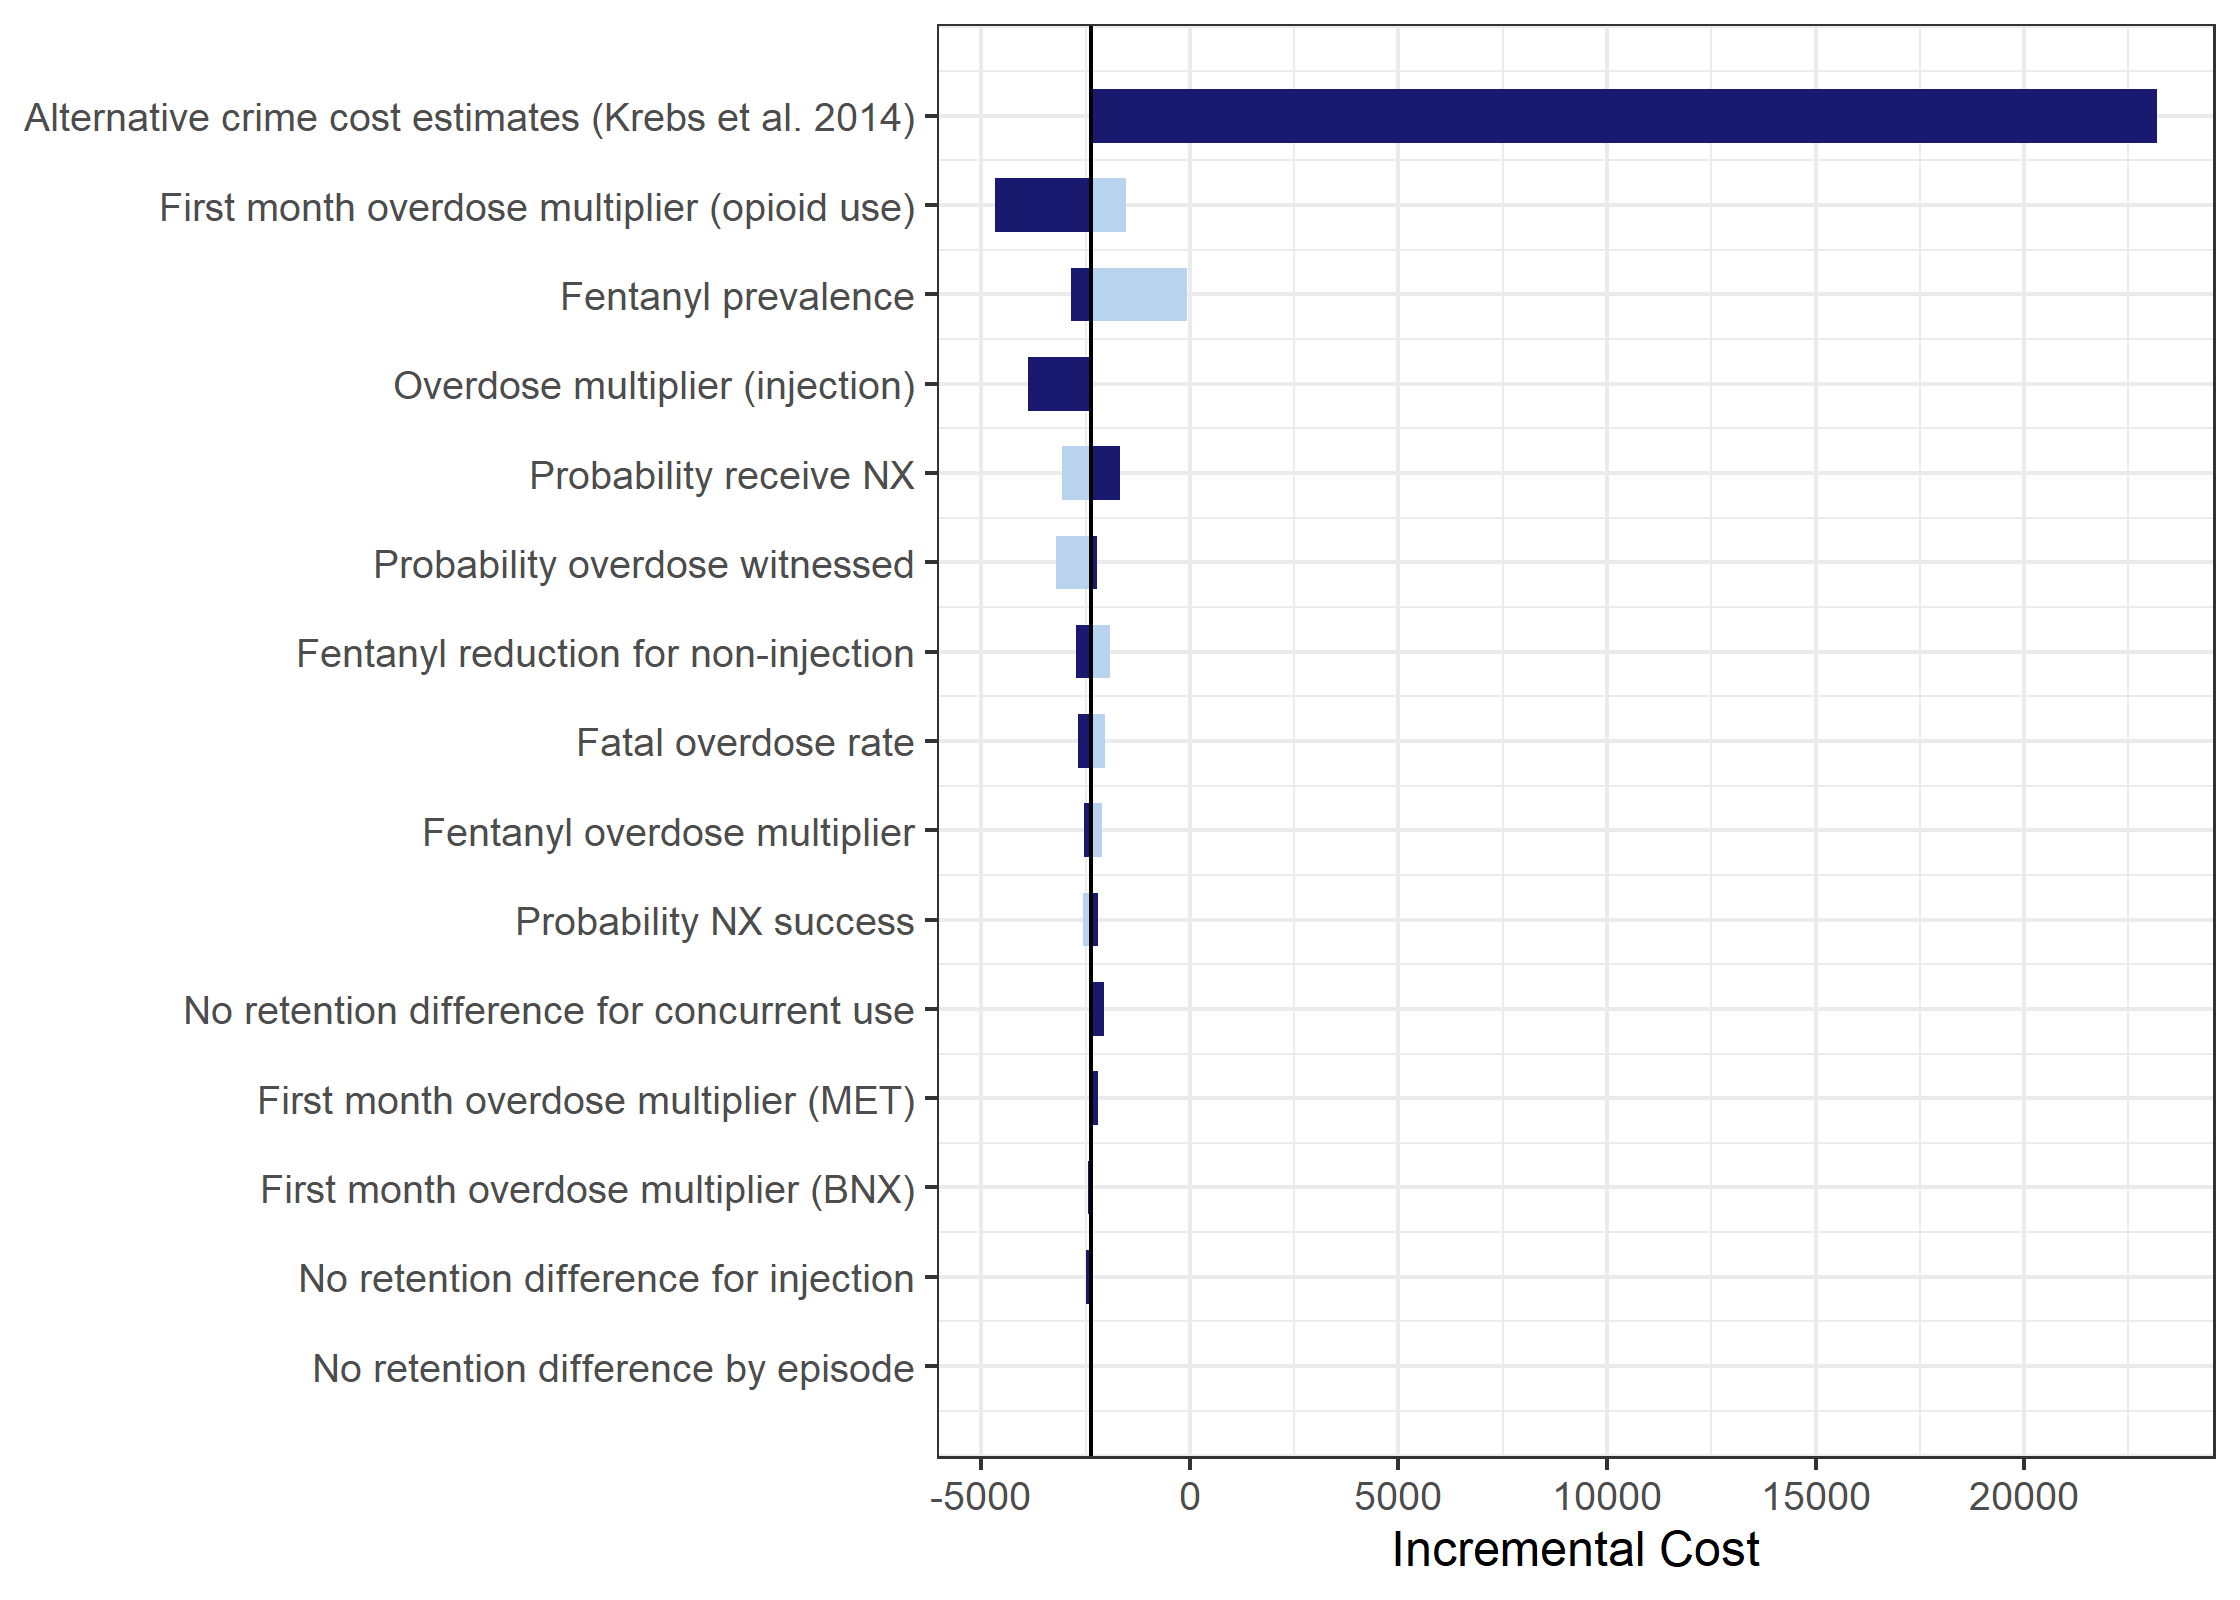 Alternative crime cost estimates (Krebs et al. 2014)
First month overdose multiplier (opioid use)
Fentanyl prevalence
Overdose multiplier (injection)
Probability receive NX
Probability overdose witnessed
Fentanyl reduction for non-injection
Fatal overdose rate
Fentanyl overdose multiplier
Probability NX success
No retention difference for concurrent use
First month overdose multiplier (MET)
First month overdose multiplier (BNX)
No retention difference for injection
No retention difference by episode
-5000 0 5000 10000 15000 20000
Incremental Cost